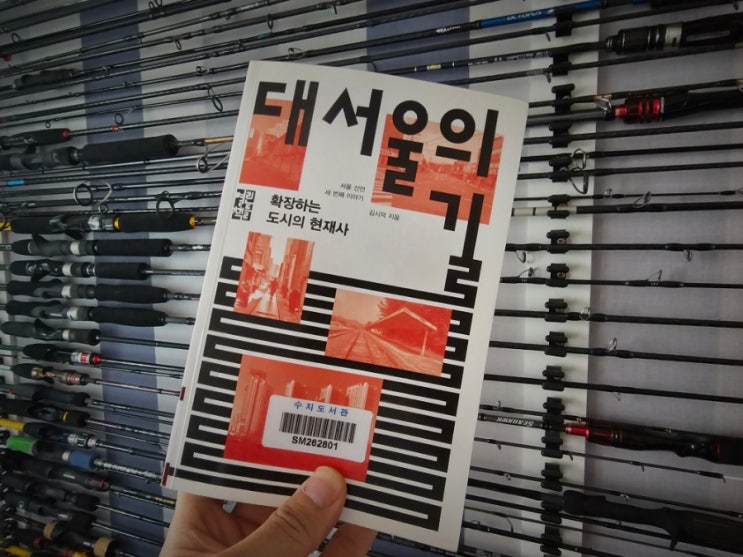 대서울의
길
서울 선언
세 번째 이야기
김시덕 지음
확장하는
도시의 현재사
수지도서관
SM262801
SEAHAWK